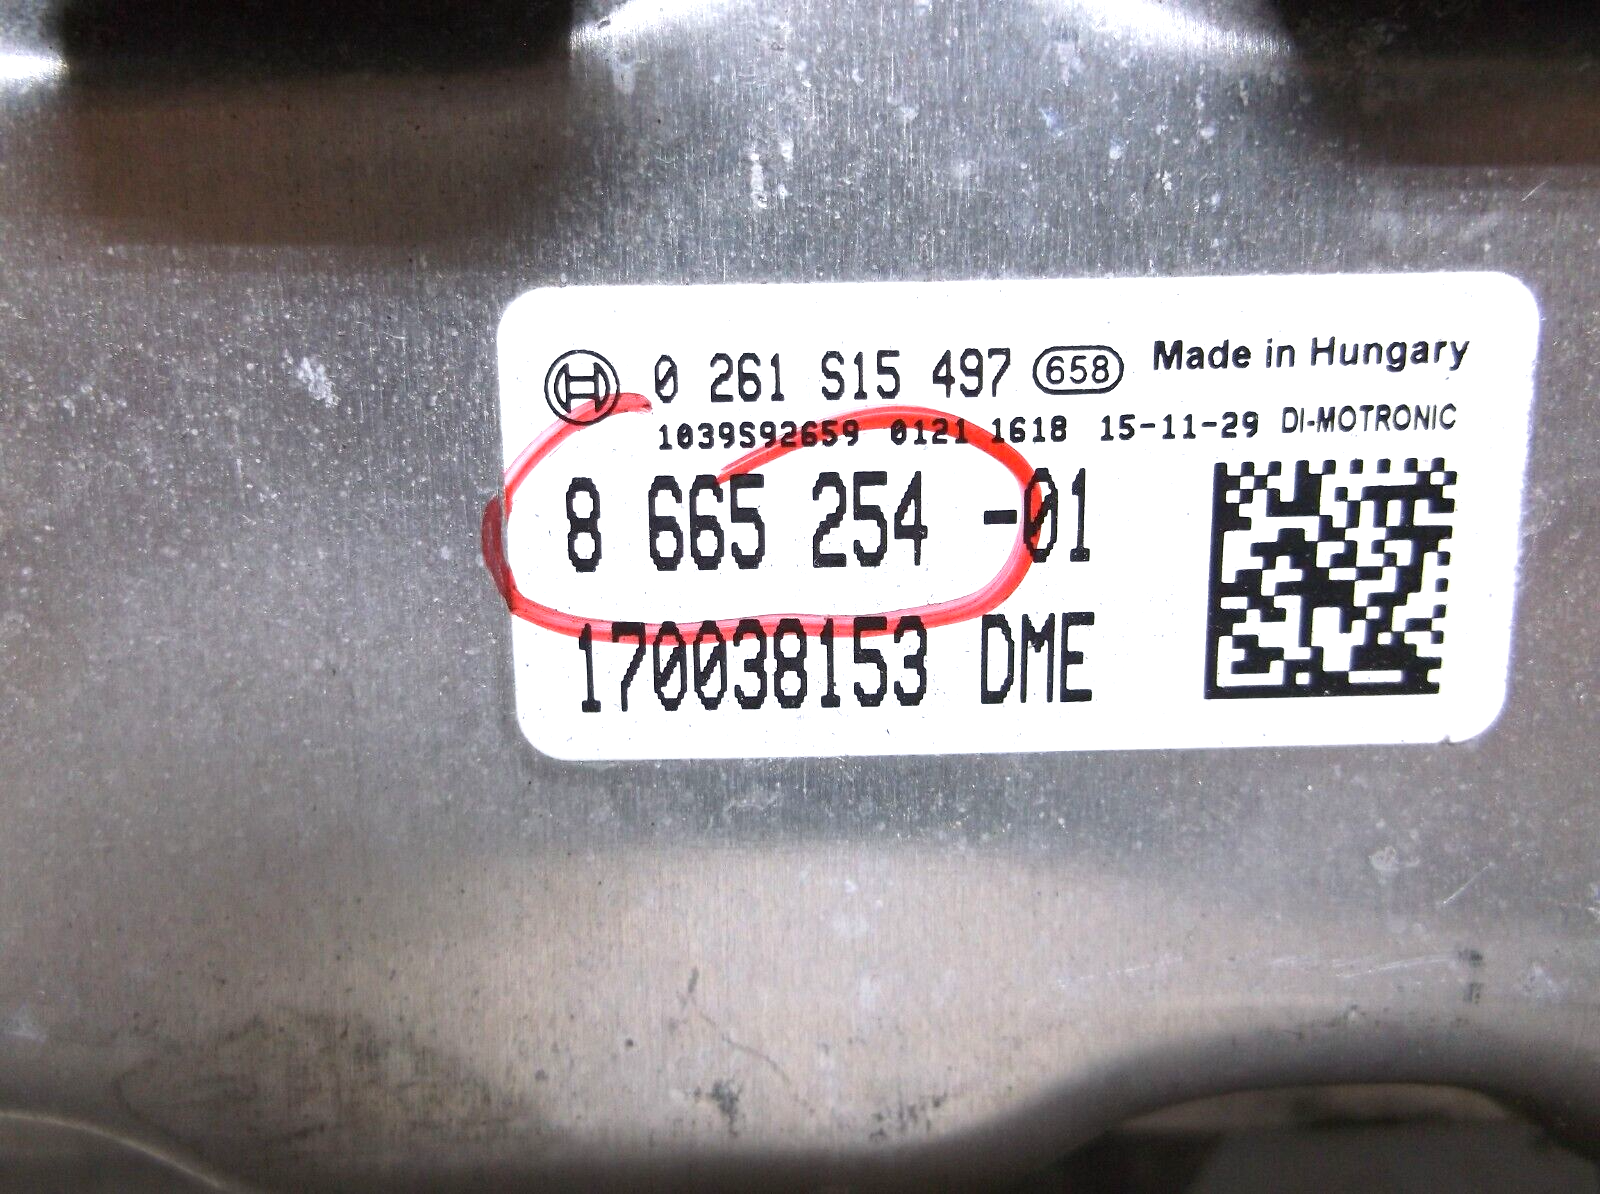 0 261 S15 497 658 Made in Hungary
1039S92659 0121 1618 15-11-29 DI-MOTRONIC
8 665 254 -01
170038153 DME